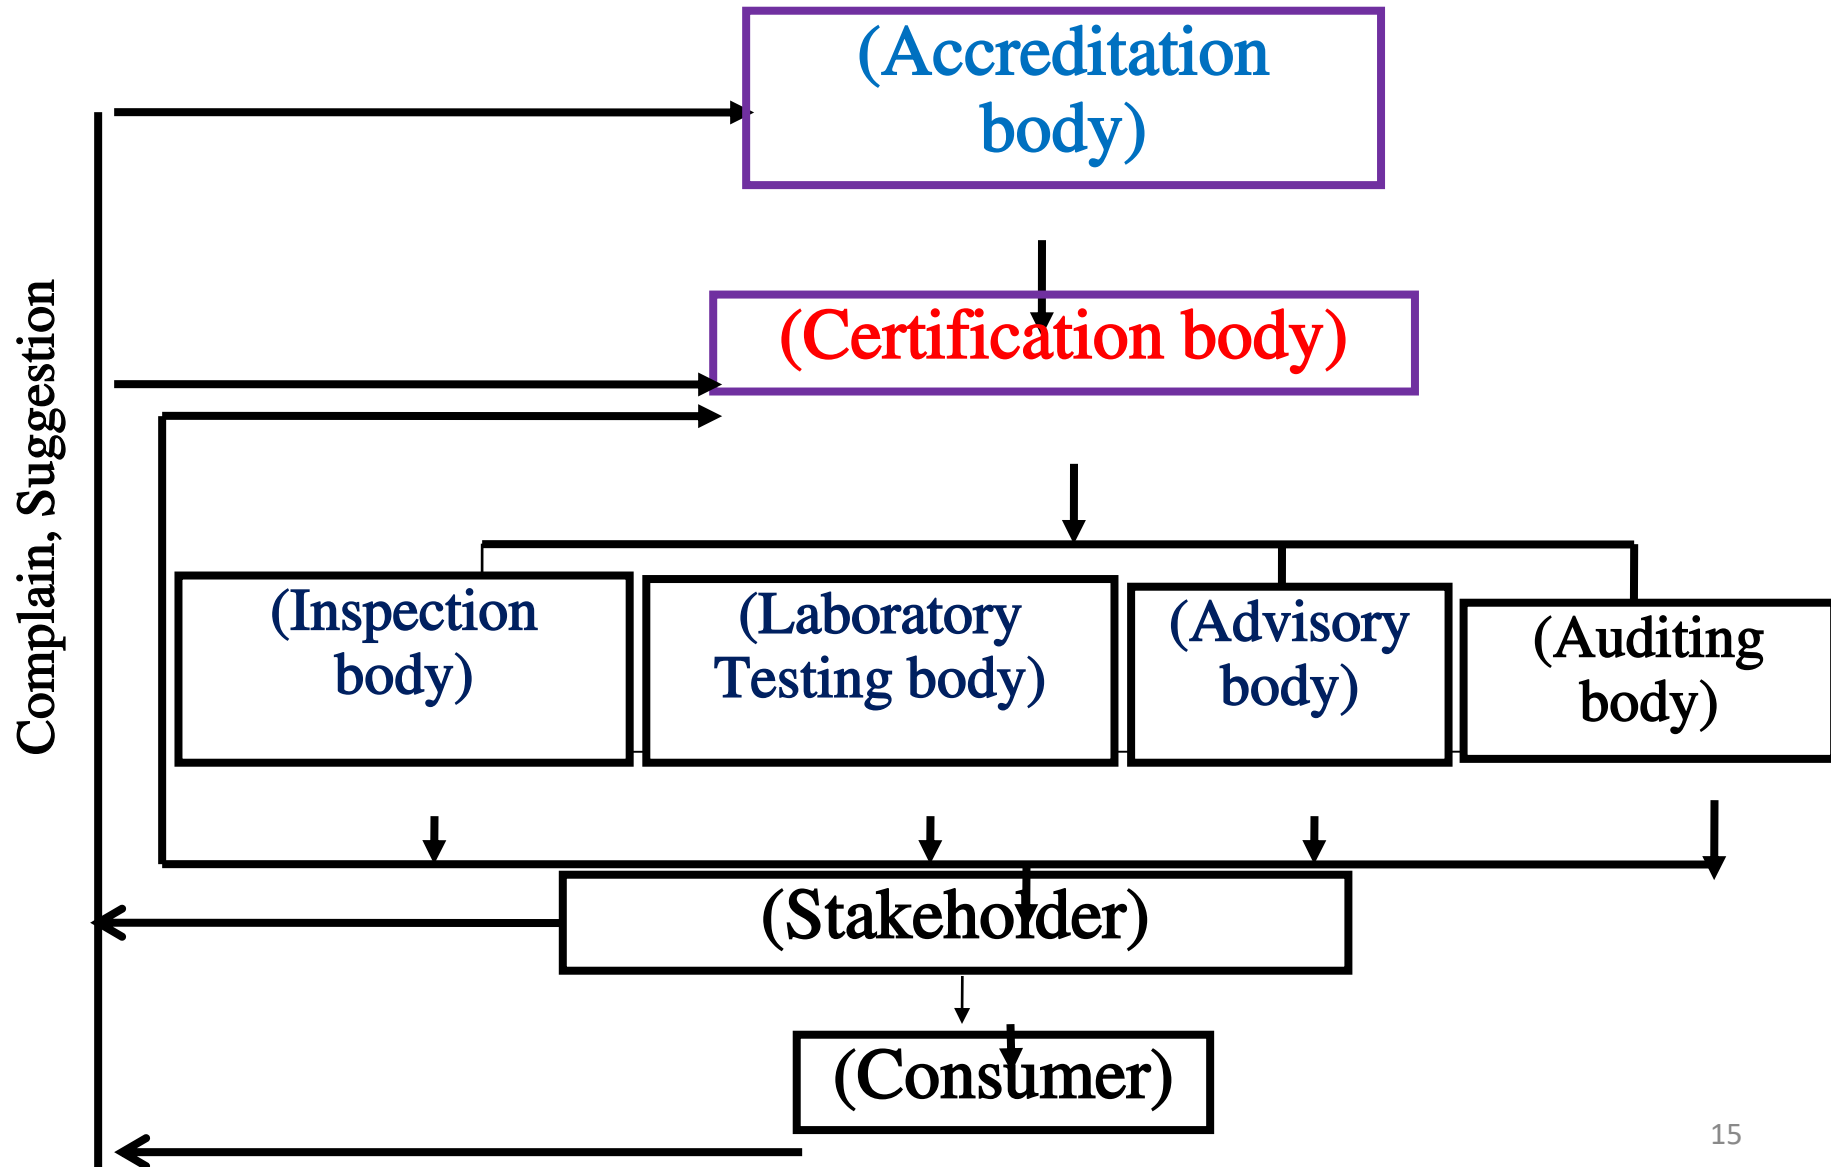 (Accreditation
body)
(Certification body)
Complain, Suggestion
(Inspection
body)
(Laboratory
Testing body)
(Advisory
body)
(Auditing
body)
(Stakeholder)
(Consumer)
15